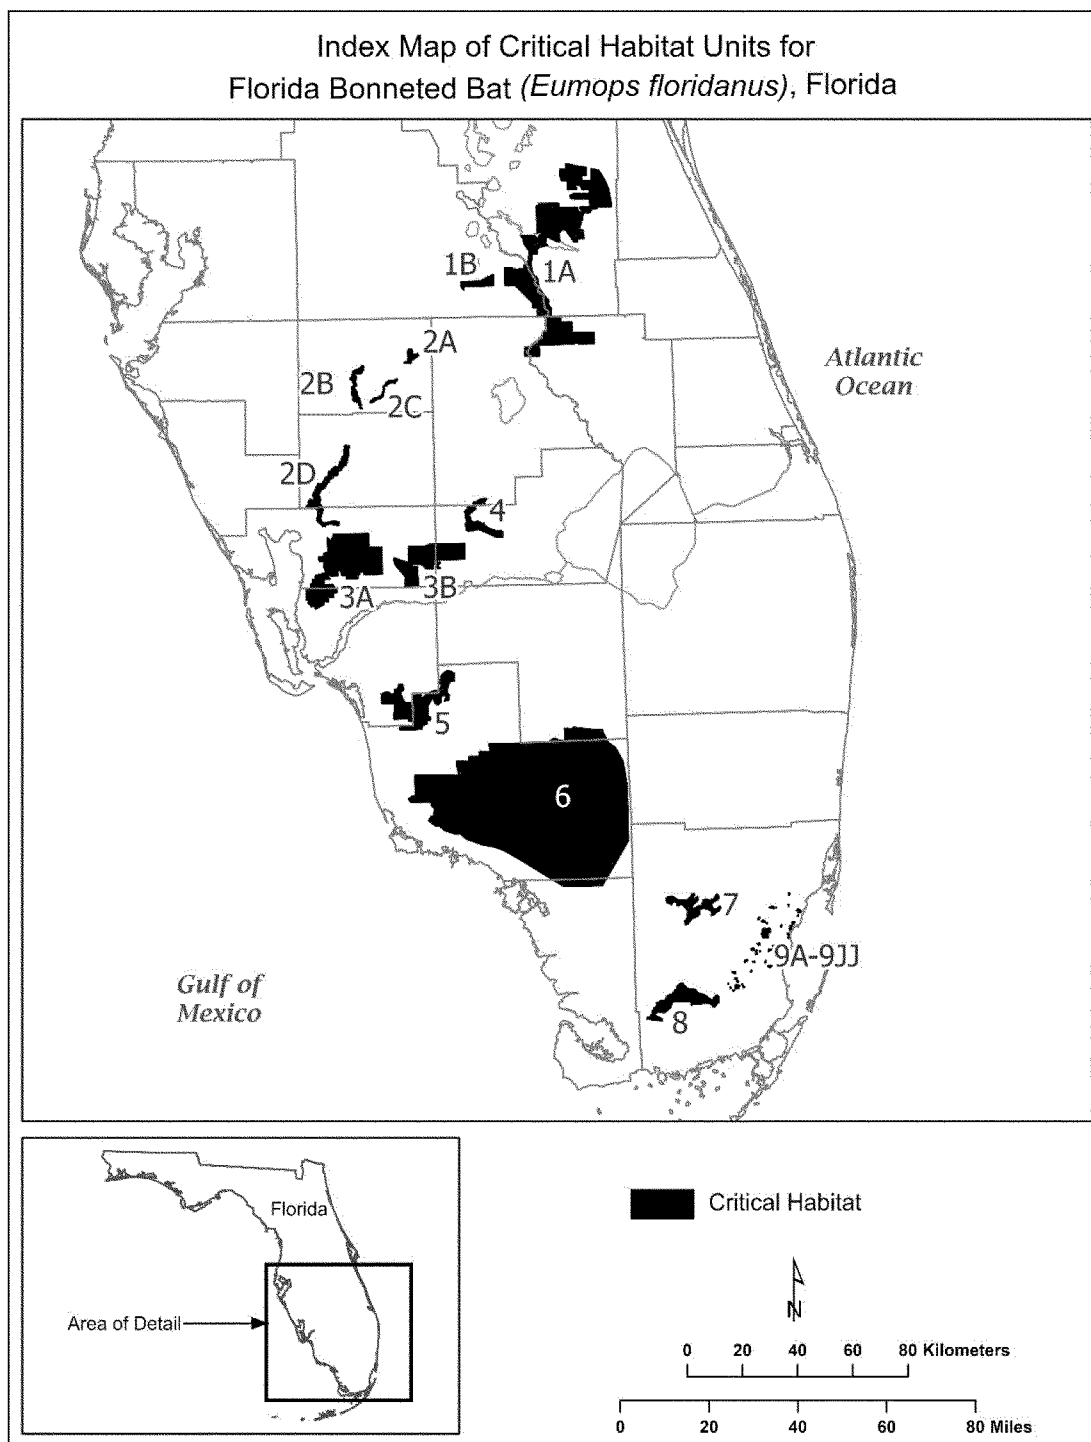 Index Map of Critical Habitat Units for
Florida Bonneted Bat (Eumops floridanus), Florida
1B
1A
2A
2B
2C
Atlantic
Ocean
2D
4
3A
3B
5
6
7
9A-9JJ
Gulf of
Mexico
8
Florida
Area of Detail
Critical Habitat
N
0 20 40 60 80 Kilometers
0 20 40 60 80 Miles